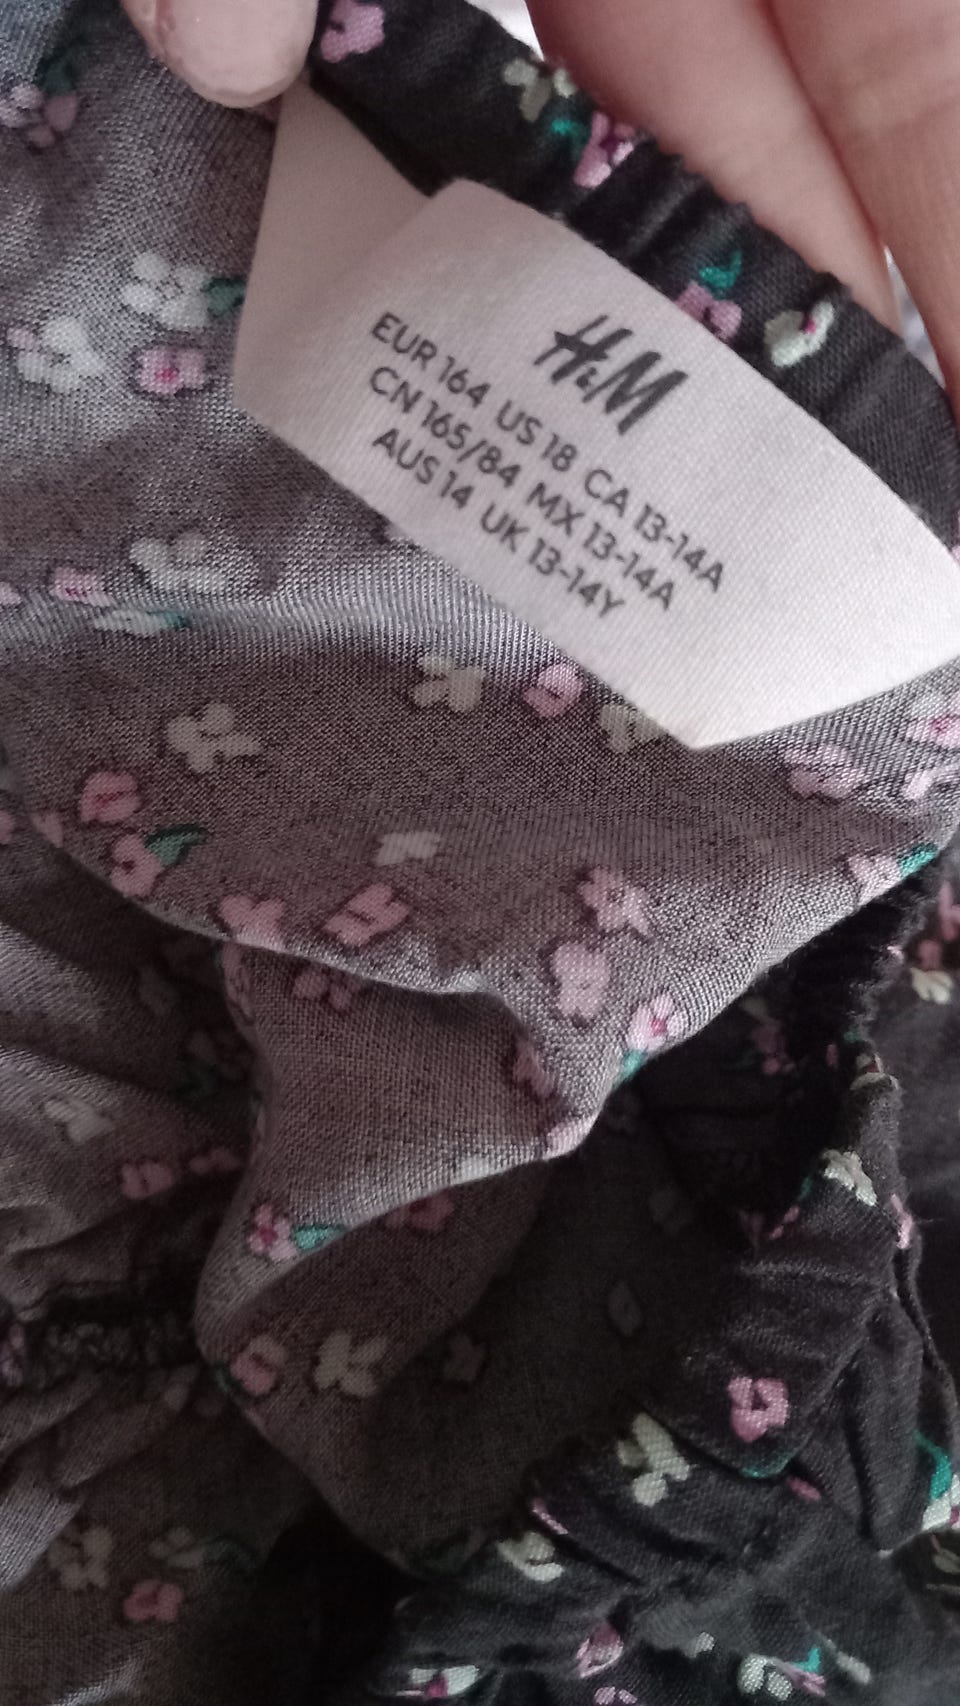 H&M
EUR 164 US 18 CA 13-14A
CN 165/84 MX 13-14A
AUS 14 UK 13-14Y